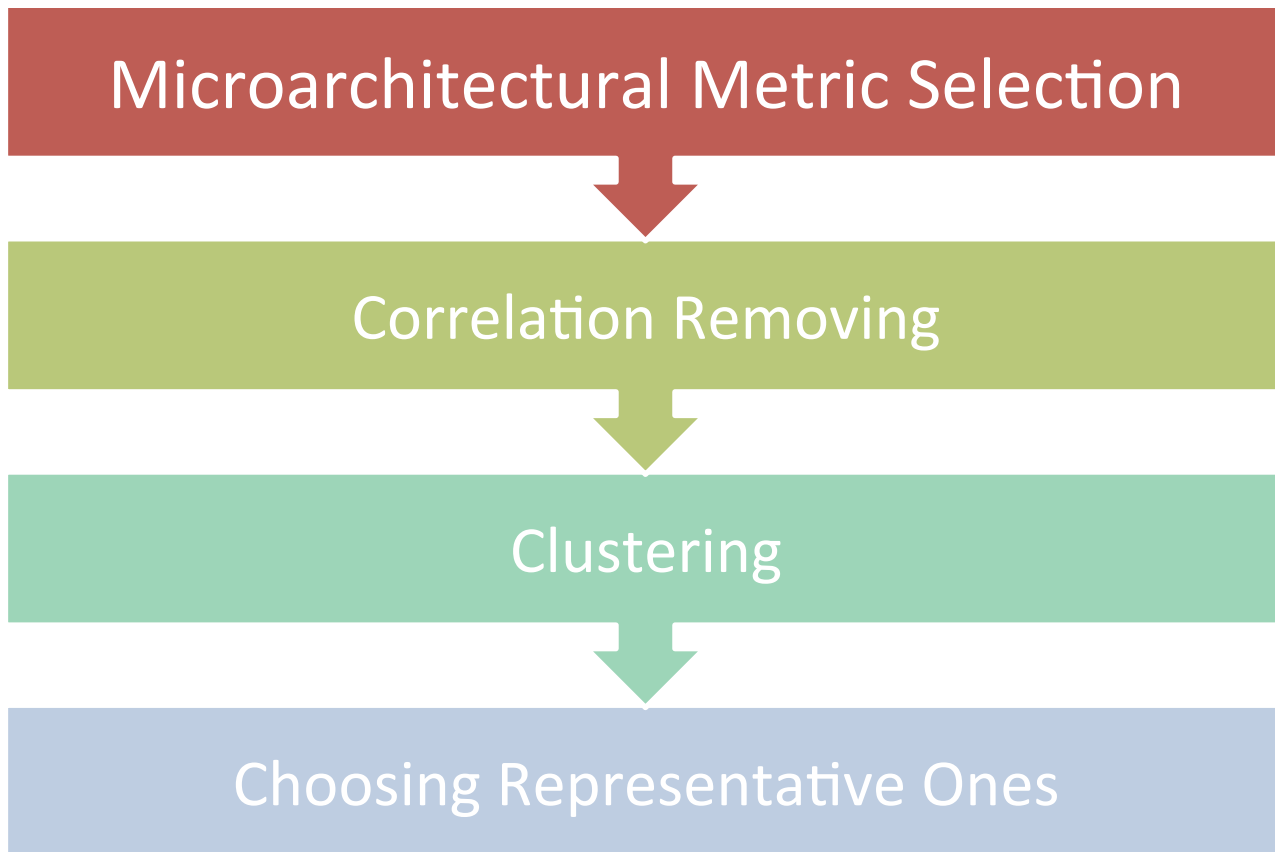 Microarchitectural Metric Selection
Correlation Removing
Clustering
Choosing Representative Ones